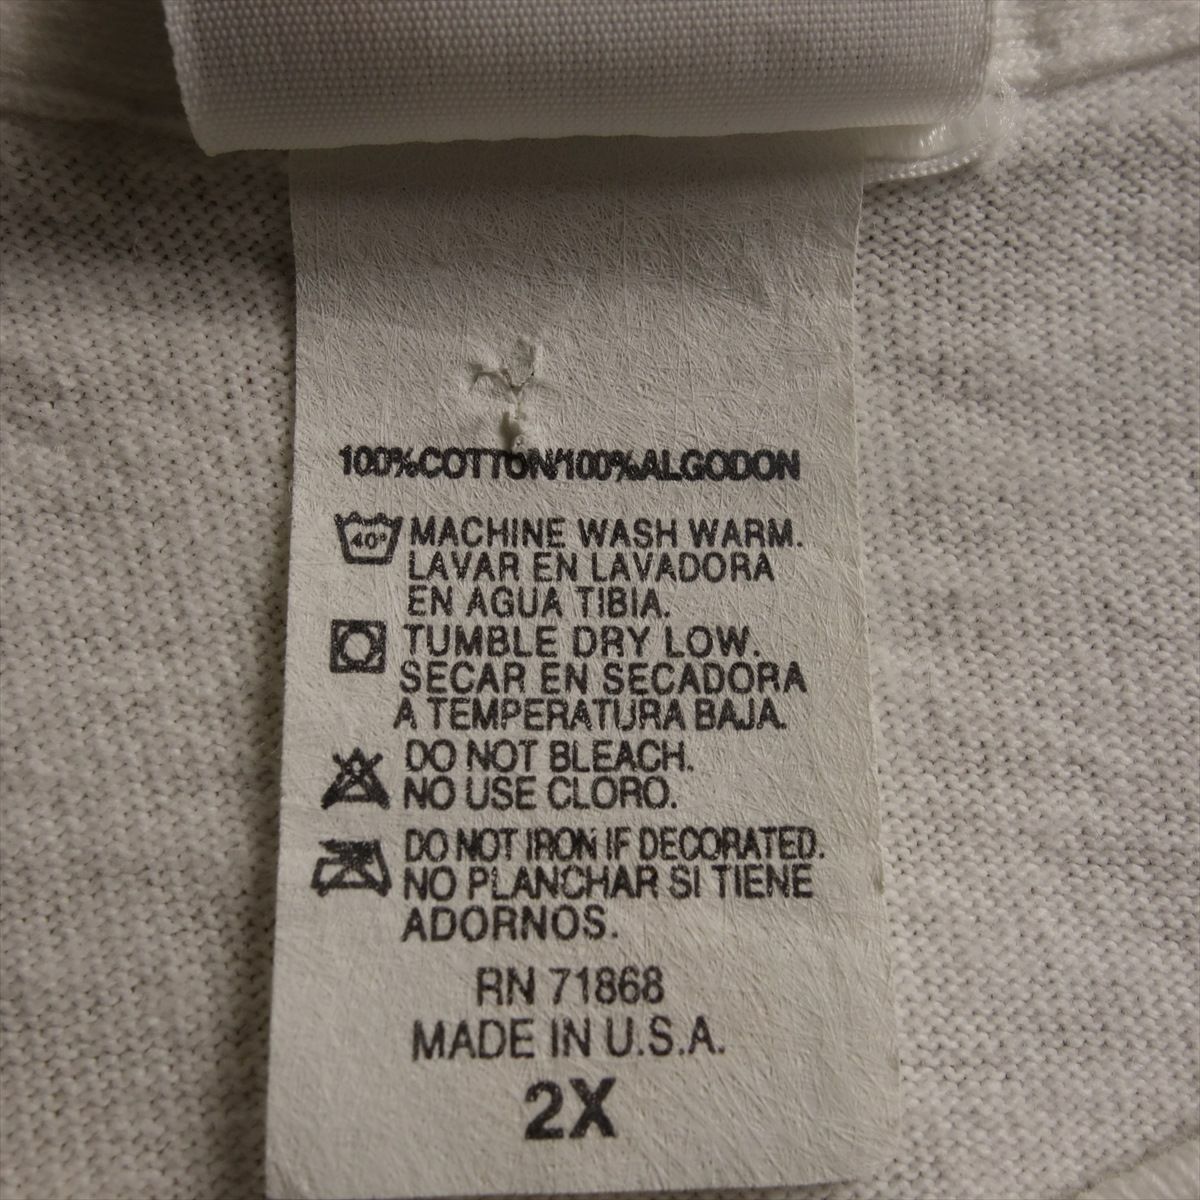 100%COTTON/100%ALGODON
40° MACHINE WASH WARM.
LAVAR EN LAVADORA
EN AGUA TIBIA.
TUMBLE DRY LOW.
SECAR EN SECADORA
A TEMPERATURA BAJA.
DO NOT BLEACH.
NO USE CLORO.
DO NOT IRON IF DECORATED.
NO PLANCHAR SI TIENE
ADORNOS.
RN 71868
MADE IN U.S.A.
2X